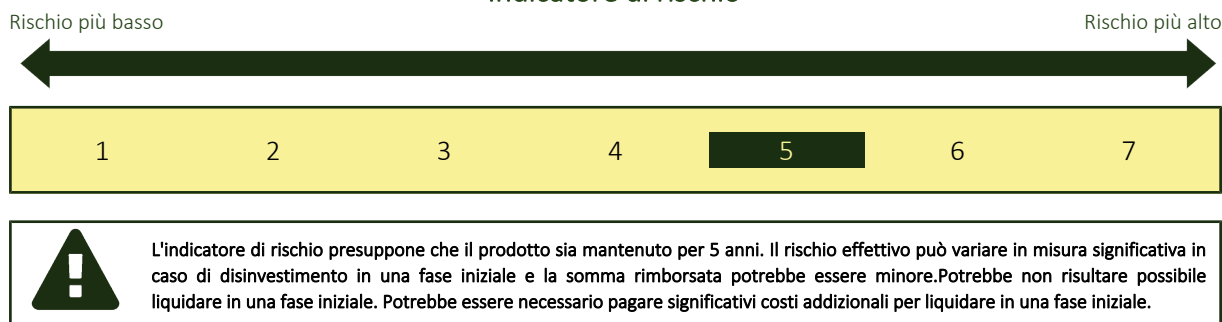 Indicatore di rischio
Rischio più basso
Rischio più alto
1 2 3 4 5 6 7
L'indicatore di rischio presuppone che il prodotto sia mantenuto per 5 anni. Il rischio effettivo può variare in misura significativa in
caso di disinvestimento in una fase iniziale e la somma rimborsata potrebbe essere minore.Potrebbe non risultare possibile
liquidare in una fase iniziale. Potrebbe essere necessario pagare significativi costi addizionali per liquidare in una fase iniziale.